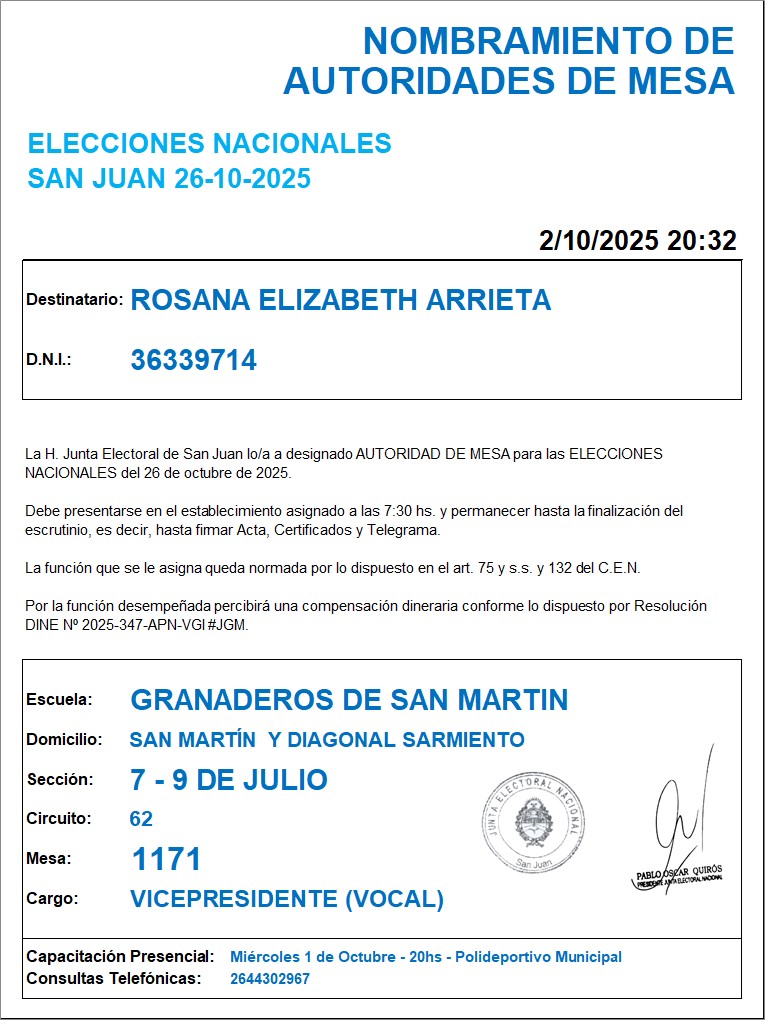 NOMBRAMIENTO DE
AUTORIDADES DE MESA
ELECCIONES NACIONALES
SAN JUAN 26-10-2025
2/10/2025 20:32
Destinatario: ROSANA ELIZABETH ARRIETA
D.N.I.: 36339714
La H. Junta Electoral de San Juan lo/a a designado AUTORIDAD DE MESA para las ELECCIONES
NACIONALES del 26 de octubre de 2025.
Debe presentarse en el establecimiento asignado a las 7:30 hs. y permanecer hasta la finalización del
escrutinio, es decir, hasta firmar Acta, Certificados y Telegrama.
La función que se le asigna queda normada por lo dispuesto en el art. 75 y s.s. y 132 del C.E.N.
Por la función desempeñada percibirá una compensación dineraria conforme lo dispuesto por Resolución
DINE Nº 2025-347-APN-VGI#JGM.
Escuela: GRANADEROS DE SAN MARTIN
Domicilio: SAN MARTÍN Y DIAGONAL SARMIENTO
Sección: 7 - 9 DE JULIO
Circuito: 62
Mesa: 1171
Cargo: VICEPRESIDENTE (VOCAL)
JUNTA ELECTORAL NACIONAL
San Juan
PABLO OSCAR QUIRÓS
PRESIDENTE JUNTA ELECTORAL NACIONAL
Capacitación Presencial: Miércoles 1 de Octubre - 20hs - Polideportivo Municipal
Consultas Telefónicas: 2644302967